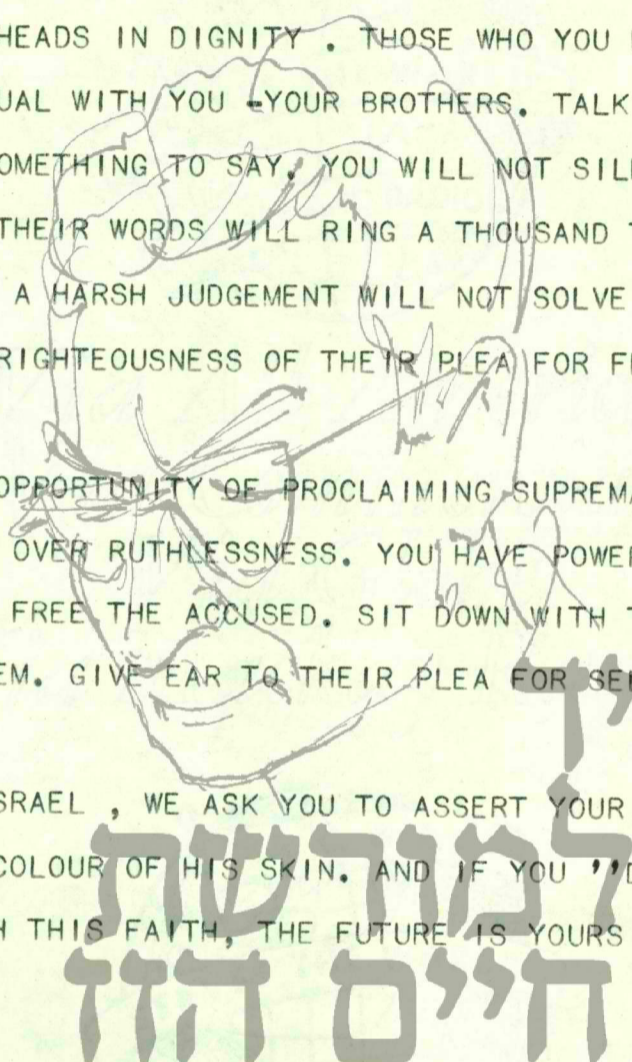 HEADS IN DIGNITY . THOSE WHO YOU
UAL WITH YOU -YOUR BROTHERS. TALK
OMETHING TO SAY. YOU WILL NOT SIL
THEIR WORDS WILL RING A THOUSAND T
A HARSH JUDGEMENT WILL NOT SOLVE
RIGHTEOUSNESS OF THEIR PLEA FOR F
OPPORTUNITY OF PROCLAIMING SUPREMA
OVER RUTHLESSNESS. YOU HAVE POWE
FREE THE ACCUSED. SIT DOWN WITH T
EM. GIVE EAR TO THEIR PLEA FOR SEL
SRAEL , WE ASK YOU TO ASSERT YOUR
COLOUR OF HIS SKIN. AND IF YOU ''D
H THIS FAITH, THE FUTURE IS YOURS
יד
למורשת
חיים הזז